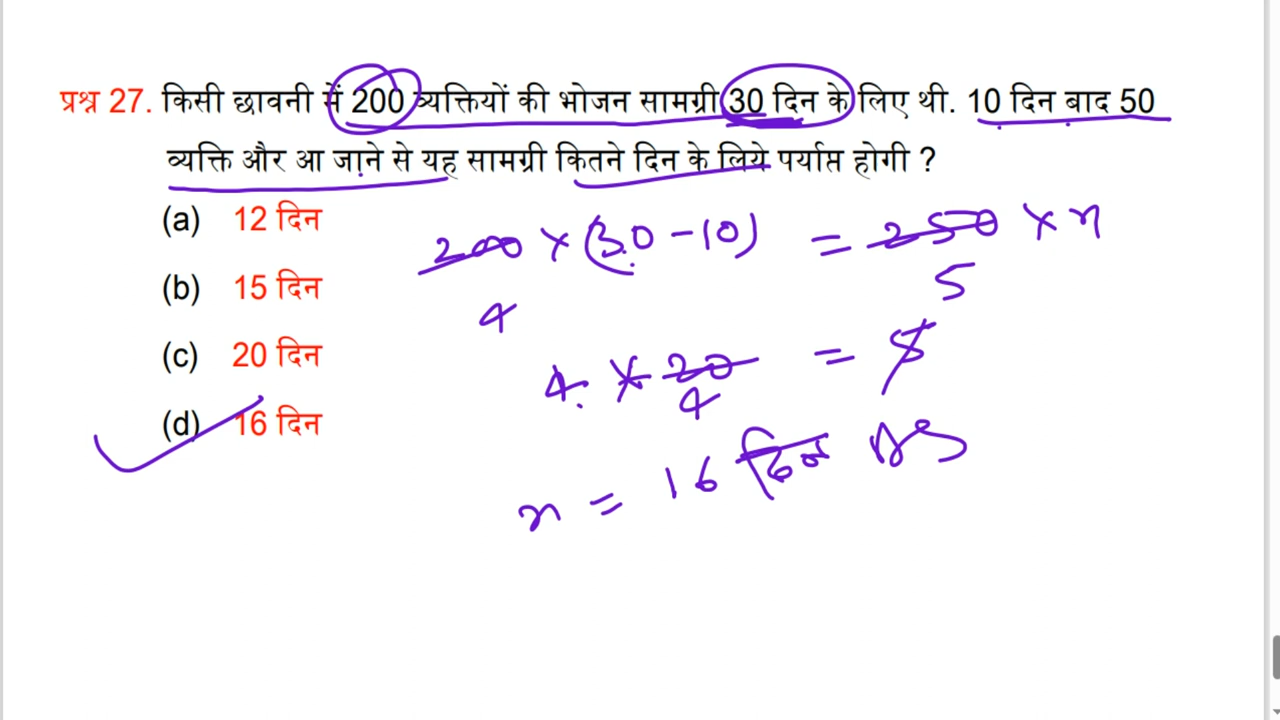 प्रश्न 27. किसी छावनी में 200 व्यक्तियों की भोजन सामग्री 30 दिन के लिए थी. 10 दिन बाद 50
व्यक्ति और आ जाने से यह सामग्री कितने दिन के लिये पर्याप्त होगी ?
(a) 12 दिन
(b) 15 दिन
(c) 20 दिन
(d) 16 दिन
200 × (30 - 10) = 250 × n
4 5
4 × 20 = 5
4
n = 16 दिन Ans